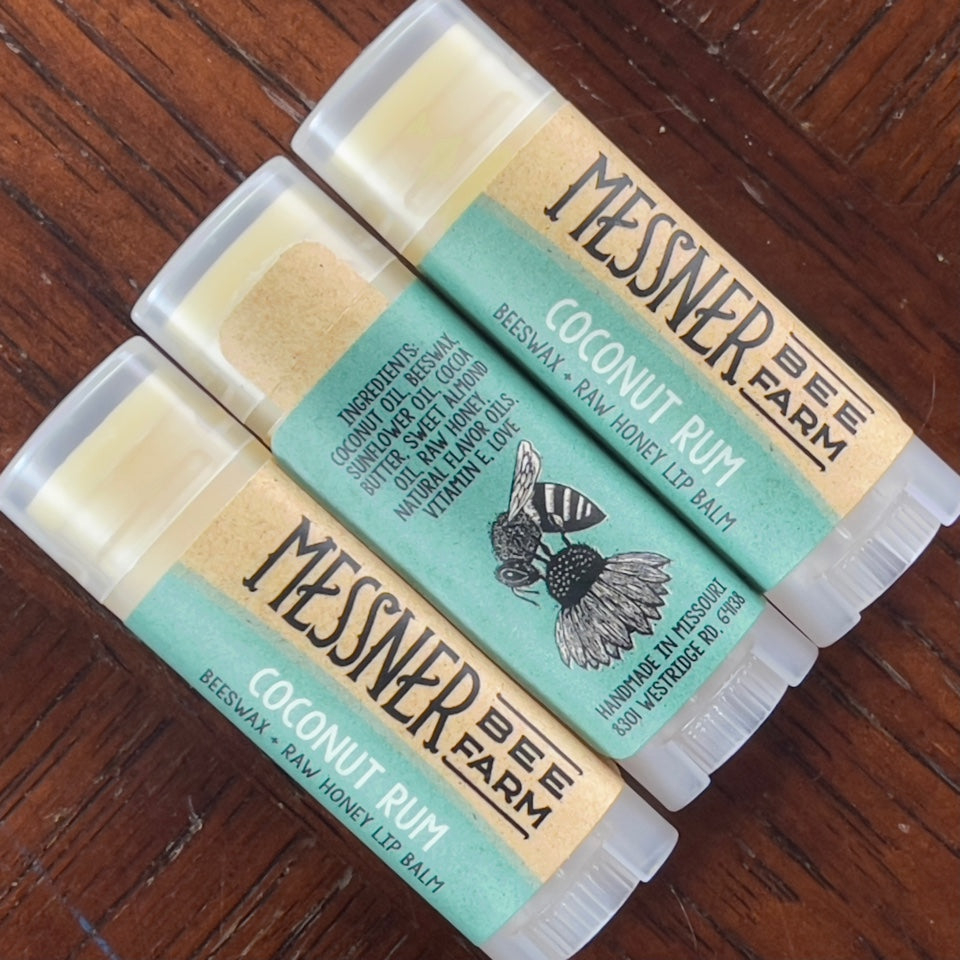 MESSNER
BEE
FARM
COCONUT RUM
BEESWAX + RAW HONEY LIP BALM
INGREDIENTS:
COCONUT OIL, BEESWAX,
SUNFLOWER OIL, COCOA
BUTTER, SWEET ALMOND
OIL, RAW HONEY,
NATURAL FLAVOR OILS,
VITAMIN E, LOVE
HANDMADE IN MISSOURI
8301 WESTRIDGE RD. 64138
MESSNER
BEE
FARM
COCONUT RUM
BEESWAX + RAW HONEY LIP BALM